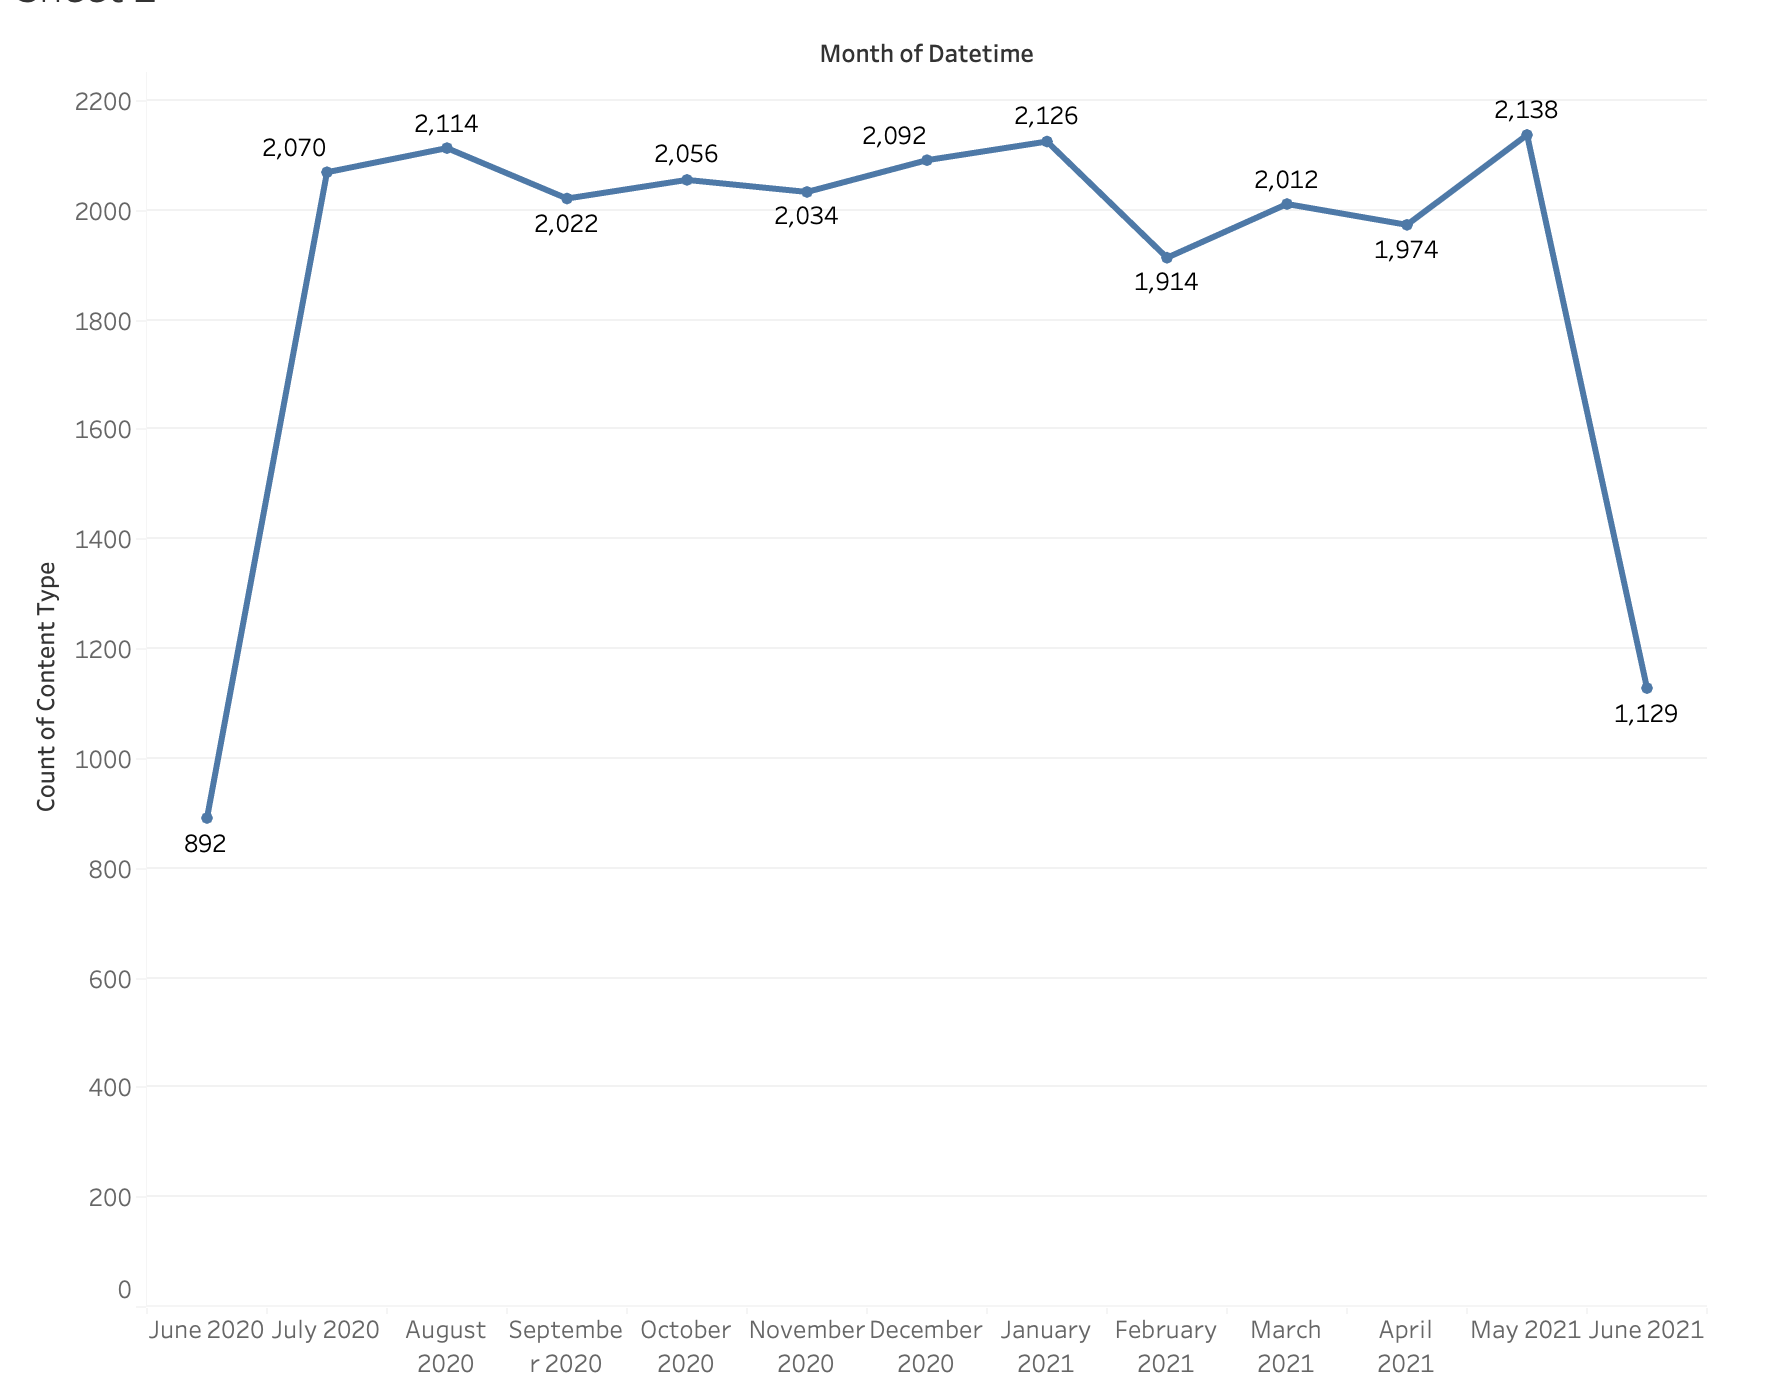 Month of Datetime
2200
2000
1800
1600
1400
1200
1000
800
600
400
200
0
Count of Content Type
892
2,070
2,114
2,022
2,056
2,034
2,092
2,126
1,914
2,012
1,974
2,138
1,129
June 2020
July 2020
August
2020
Septembe
r 2020
October
2020
November
2020
December
2020
January
2021
February
2021
March
2021
April
2021
May 2021
June 2021